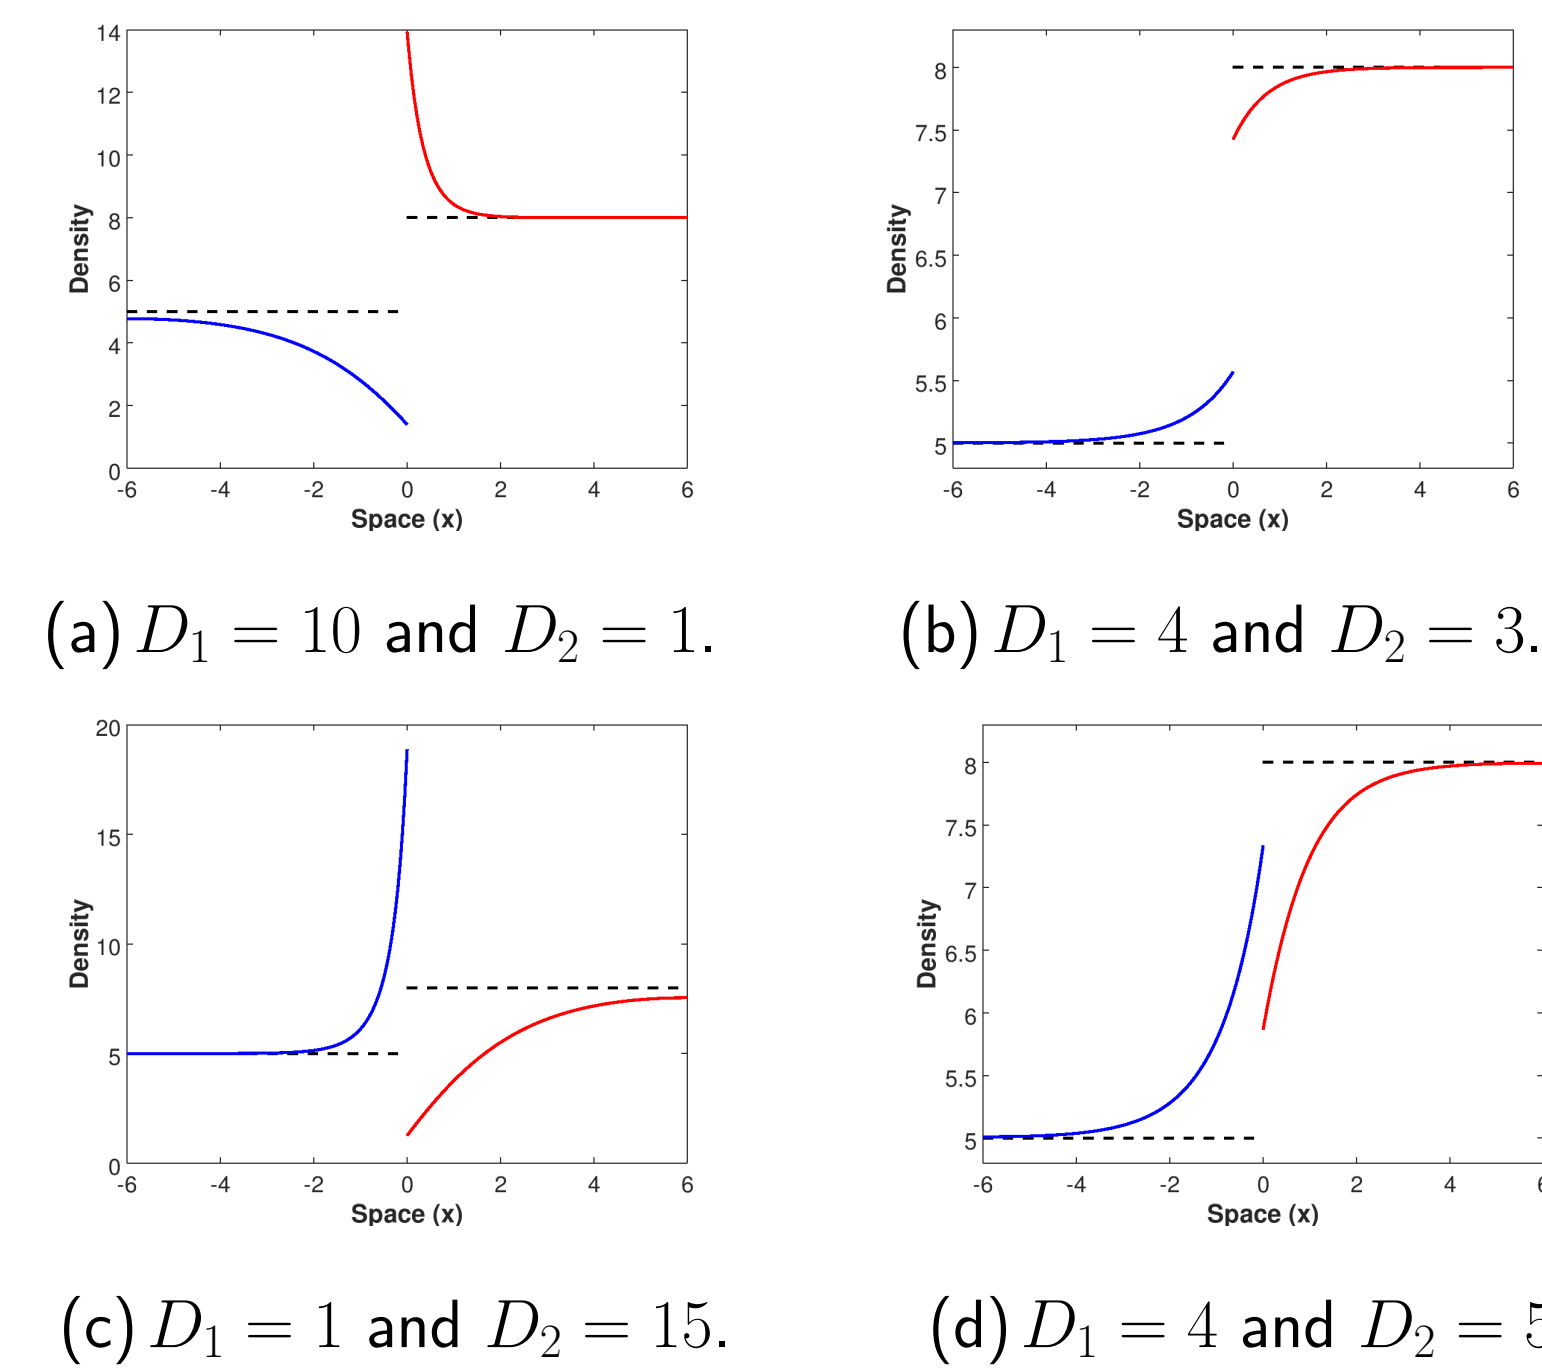 14
12
10
8
6
4
2
0
Density
-6 -4 -2 0 2 4 6
Space (x)
8
7.5
7
6.5
6
5.5
5
Density
-6 -4 -2 0 2 4 6
Space (x)
(a) D₁ = 10 and D₂ = 1.
(b) D₁ = 4 and D₂ = 3.
20
15
10
5
0
Density
-6 -4 -2 0 2 4 6
Space (x)
8
7.5
7
6.5
6
5.5
5
Density
-6 -4 -2 0 2 4 6
Space (x)
(c) D₁ = 1 and D₂ = 15.
(d) D₁ = 4 and D₂ = 5